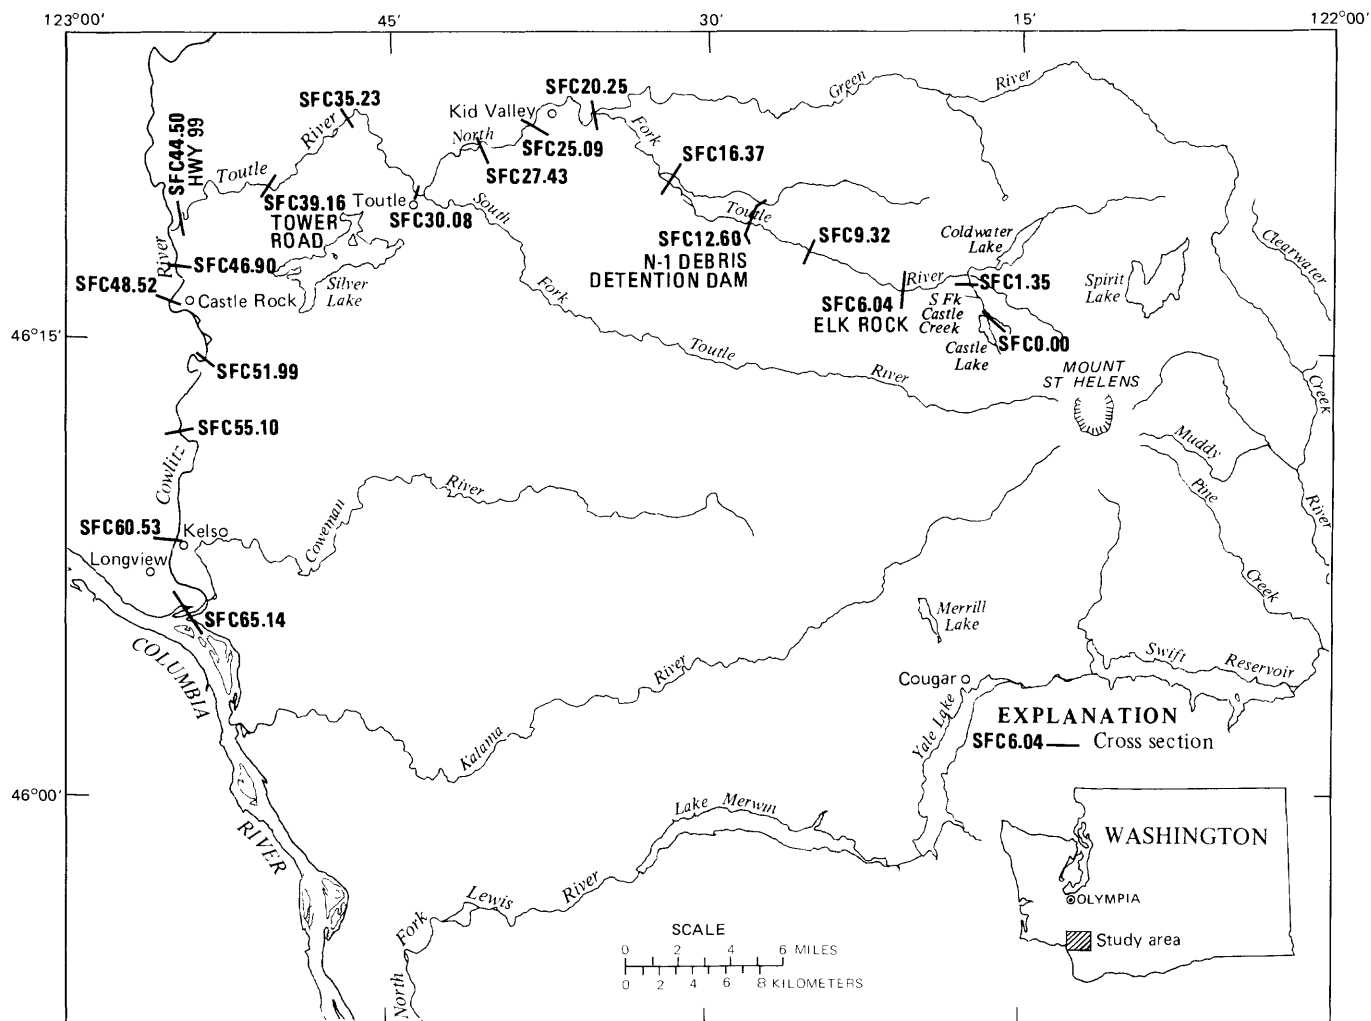 123°00'
45'
30'
15'
122°00'
SFC20.25
Green
River
SFC35.23
Kid Valley
River
North
Fork
SFC25.09
SFC16.37
SFC44.50
HWY 99
SFC27.43
Toutle
SFC39.16
TOWER
ROAD
Toutle
SFC30.08
South
Toutle
SFC12.60
N-1 DEBRIS
DETENTION DAM
SFC9.32
Coldwater
Lake
Clearwater
River
SFC46.90
SFC48.52
Castle Rock
Silver
Lake
Fork
River
SFC1.35
Spirit
Lake
SFC6.04
ELK ROCK
S Fk
Castle
Creek
SFC0.00
Castle
Lake
46°15'
Toutle
River
MOUNT
ST HELENS
Creek
SFC51.99
SFC55.10
Muddy
Cowlitz
River
Pine
River
SFC60.53
Kelso
Coweman
Longview
Creek
SFC65.14
Merrill
Lake
COLUMBIA
River
Swift
Reservoir
Cougar
Kalama
Yale Lake
EXPLANATION
SFC6.04 Cross section
46°00'
Lake Merwin
WASHINGTON
RIVER
OLYMPIA
River
Lewis
Fork
North
Study area
SCALE
0 2 4 6 MILES
0 2 4 6 8 KILOMETERS